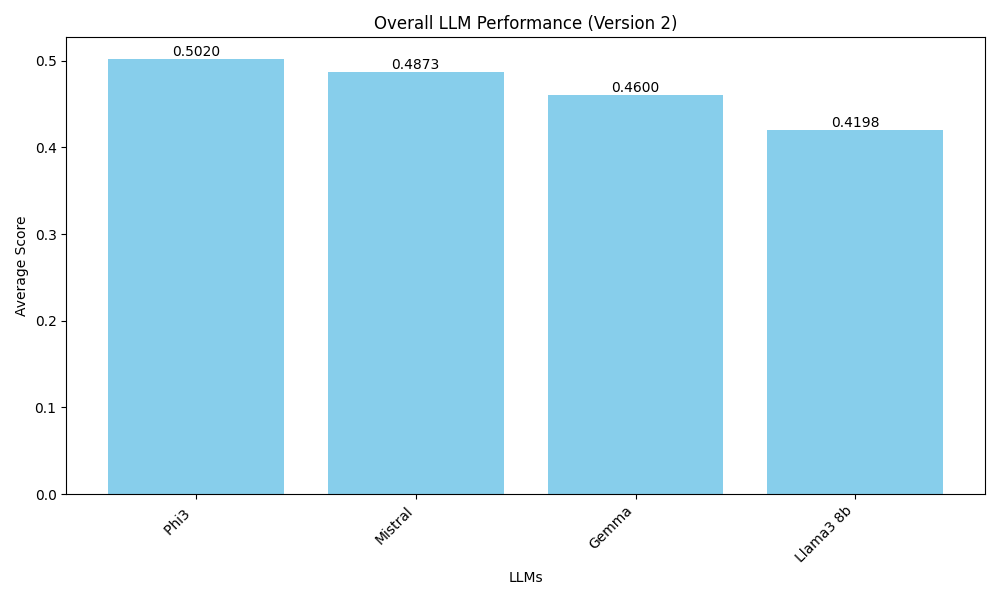 Overall LLM Performance (Version 2)
0.5020
0.4873
0.4600
0.4198
0.5
0.4
0.3
0.2
0.1
0.0
Average Score
Phi3
Mistral
Gemma
Llama3 8b
LLMs